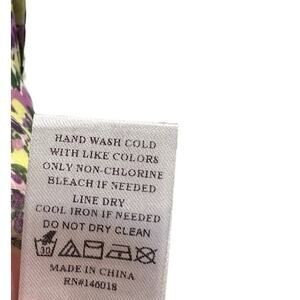 HAND WASH COLD
WITH LIKE COLORS
ONLY NON-CHLORINE
BLEACH IF NEEDED
LINE DRY
COOL IRON IF NEEDED
DO NOT DRY CLEAN
30
MADE IN CHINA
RN#146018